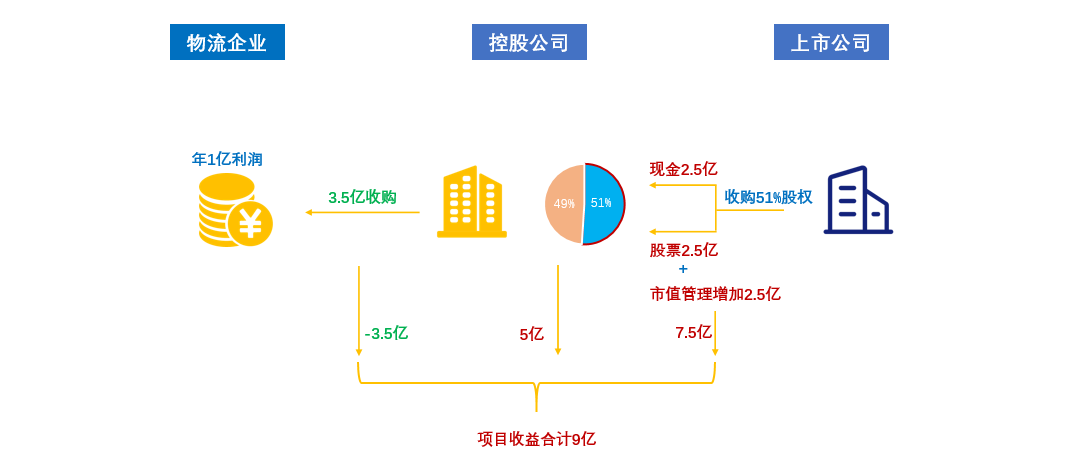 物流企业
控股公司
上市公司
年1亿利润
3.5亿收购
49%
51%
现金2.5亿
收购51%股权
股票2.5亿
+
市值管理增加2.5亿
-3.5亿
5亿
7.5亿
项目收益合计9亿